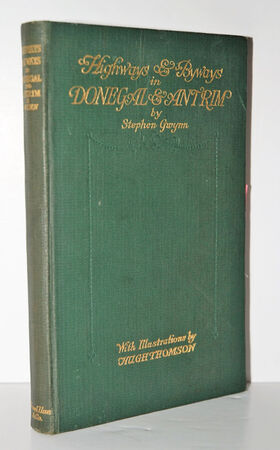 Highways & Byways
in
DONEGAL & ANTRIM
by
Stephen Gwynn
With Illustrations by
HUGH THOMSON